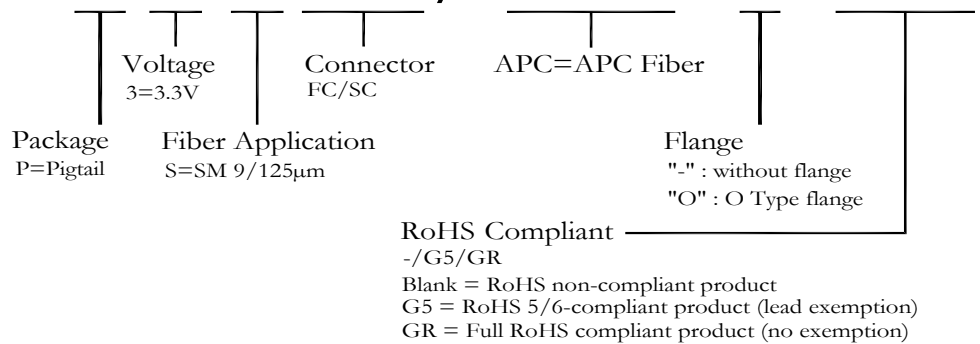 Voltage
3=3.3V
Connector
FC/SC
APC=APC Fiber
Package
P=Pigtail
Fiber Application
S=SM 9/125µm
Flange
"-" : without flange
"O" : O Type flange
RoHS Compliant
-/G5/GR
Blank = RoHS non-compliant product
G5 = RoHS 5/6-compliant product (lead exemption)
GR = Full RoHS compliant product (no exemption)